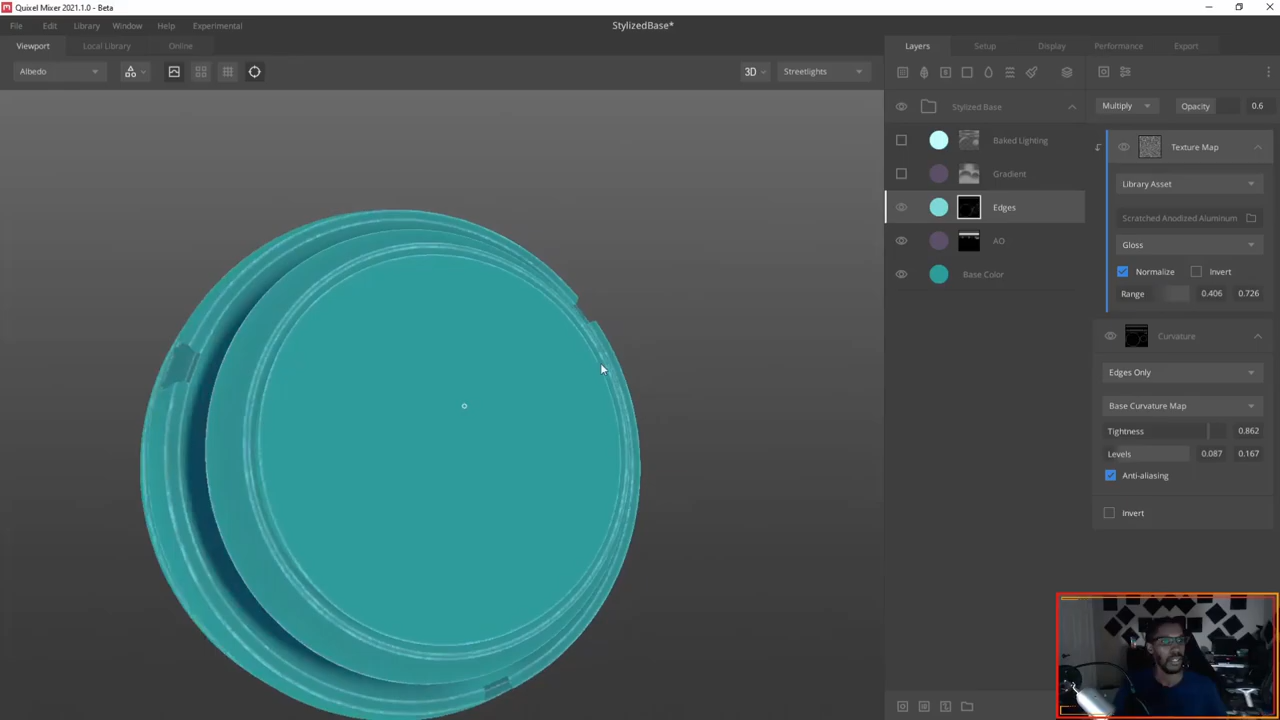 Quixel Mixer 2021.1.0 - Beta
File Edit Library Window Help Experimental
StylizedBase*
Viewport Local Library Online
Layers Setup Display Performance Export
Albedo
3D
Streetlights
Stylized Base
Multiply Opacity 0.6
Baked Lighting
Gradient
Edges
AO
Base Color
Texture Map
Library Asset
Scratched Anodized Aluminum
Gloss
Normalize Invert
Range 0.406 0.726
Curvature
Edges Only
Base Curvature Map
Tightness 0.862
Levels 0.087 0.167
Anti-aliasing
Invert